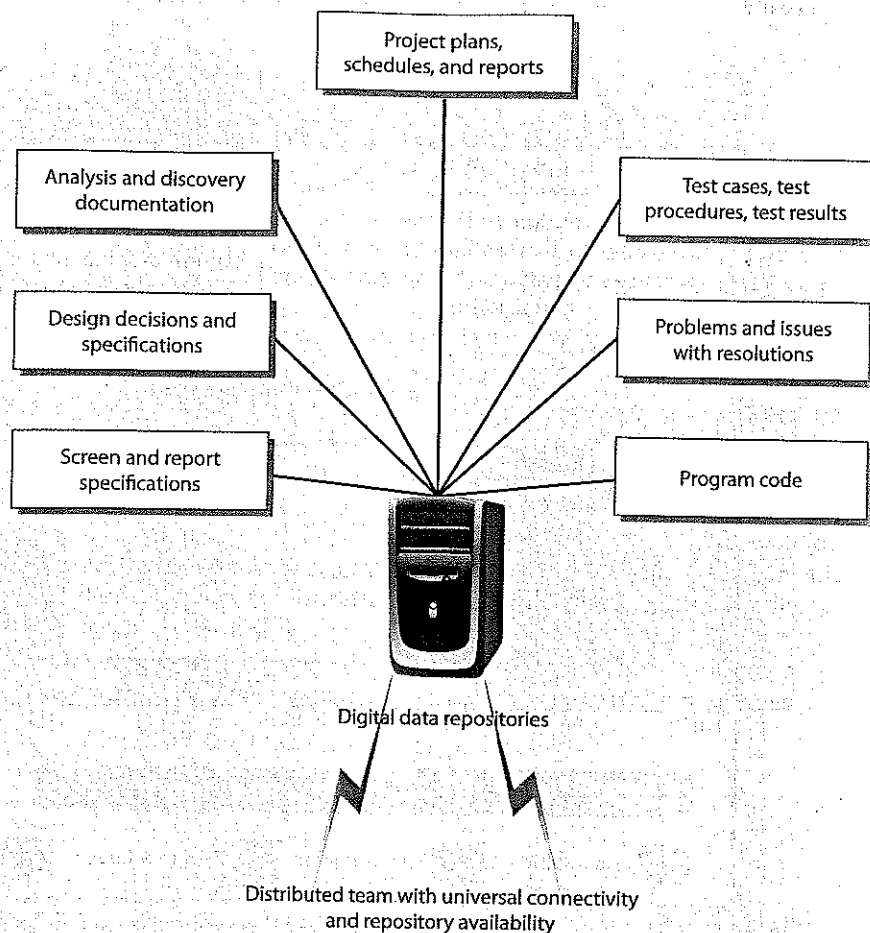 Project plans,
schedules, and reports
Analysis and discovery
documentation
Test cases, test
procedures, test results
Design decisions and
specifications
Problems and issues
with resolutions
Screen and report
specifications
Program code
Digital data repositories
Distributed team with universal connectivity
and repository availability